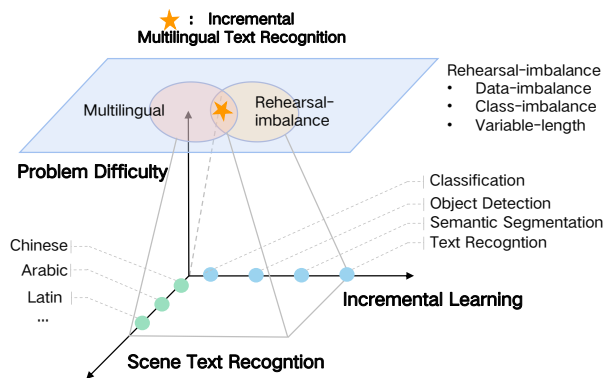 : Incremental
Multilingual Text Recognition
Rehearsal-imbalance
• Data-imbalance
• Class-imbalance
• Variable-length
Multilingual
Rehearsal-
imbalance
Problem Difficulty
Classification
Object Detection
Semantic Segmentation
Text Recogntion
Chinese
Arabic
Latin
...
Incremental Learning
Scene Text Recogntion